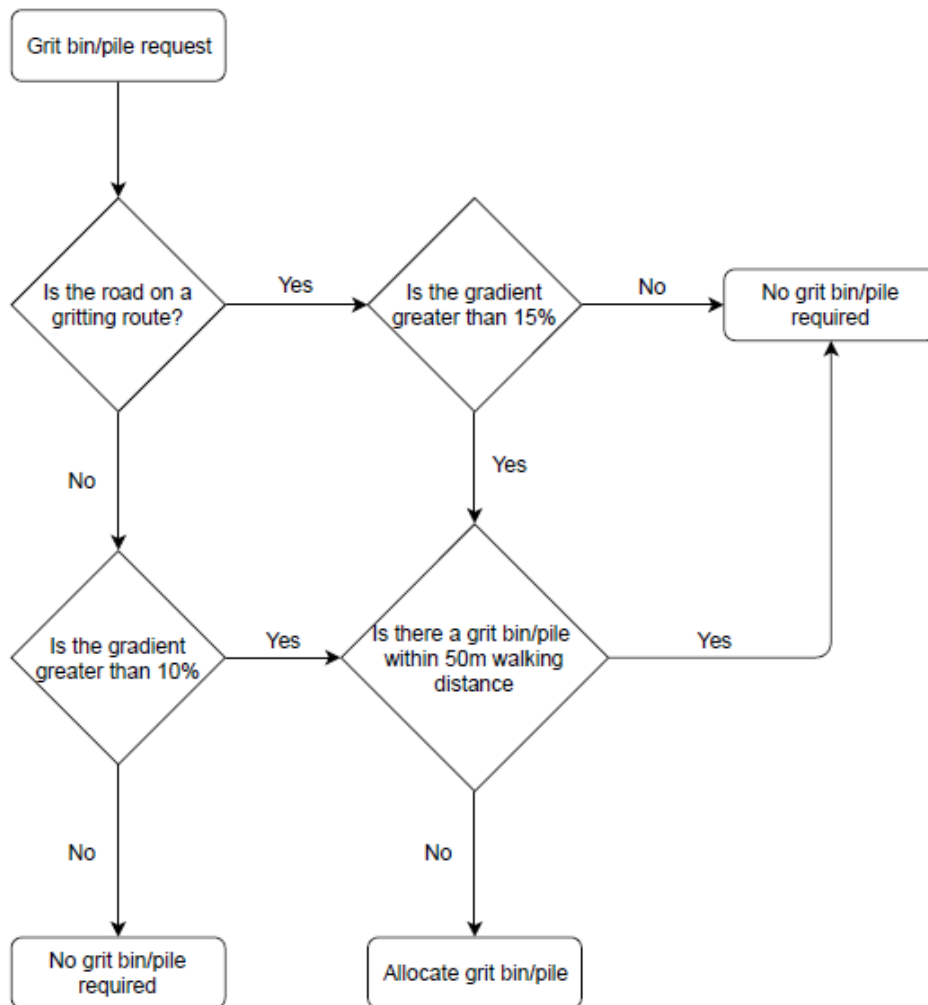 Grit bin/pile request
Is the road on a
gritting route?
Yes
Is the gradient
greater than 15%
No
No grit bin/pile
required
No
Yes
Is the gradient
greater than 10%
Yes
Is there a grit bin/pile
within 50m walking
distance
Yes
No
No
No grit bin/pile
required
Allocate grit bin/pile